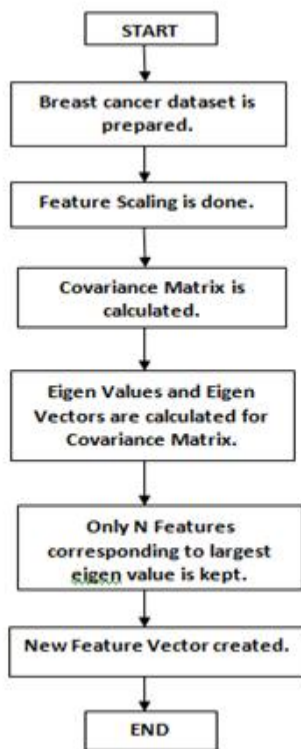 START
Breast cancer dataset is
prepared.
Feature Scaling is done.
Covariance Matrix is
calculated.
Eigen Values and Eigen
Vectors are calculated for
Covariance Matrix.
Only N Features
corresponding to largest
eigen value is kept.
New Feature Vector created.
END